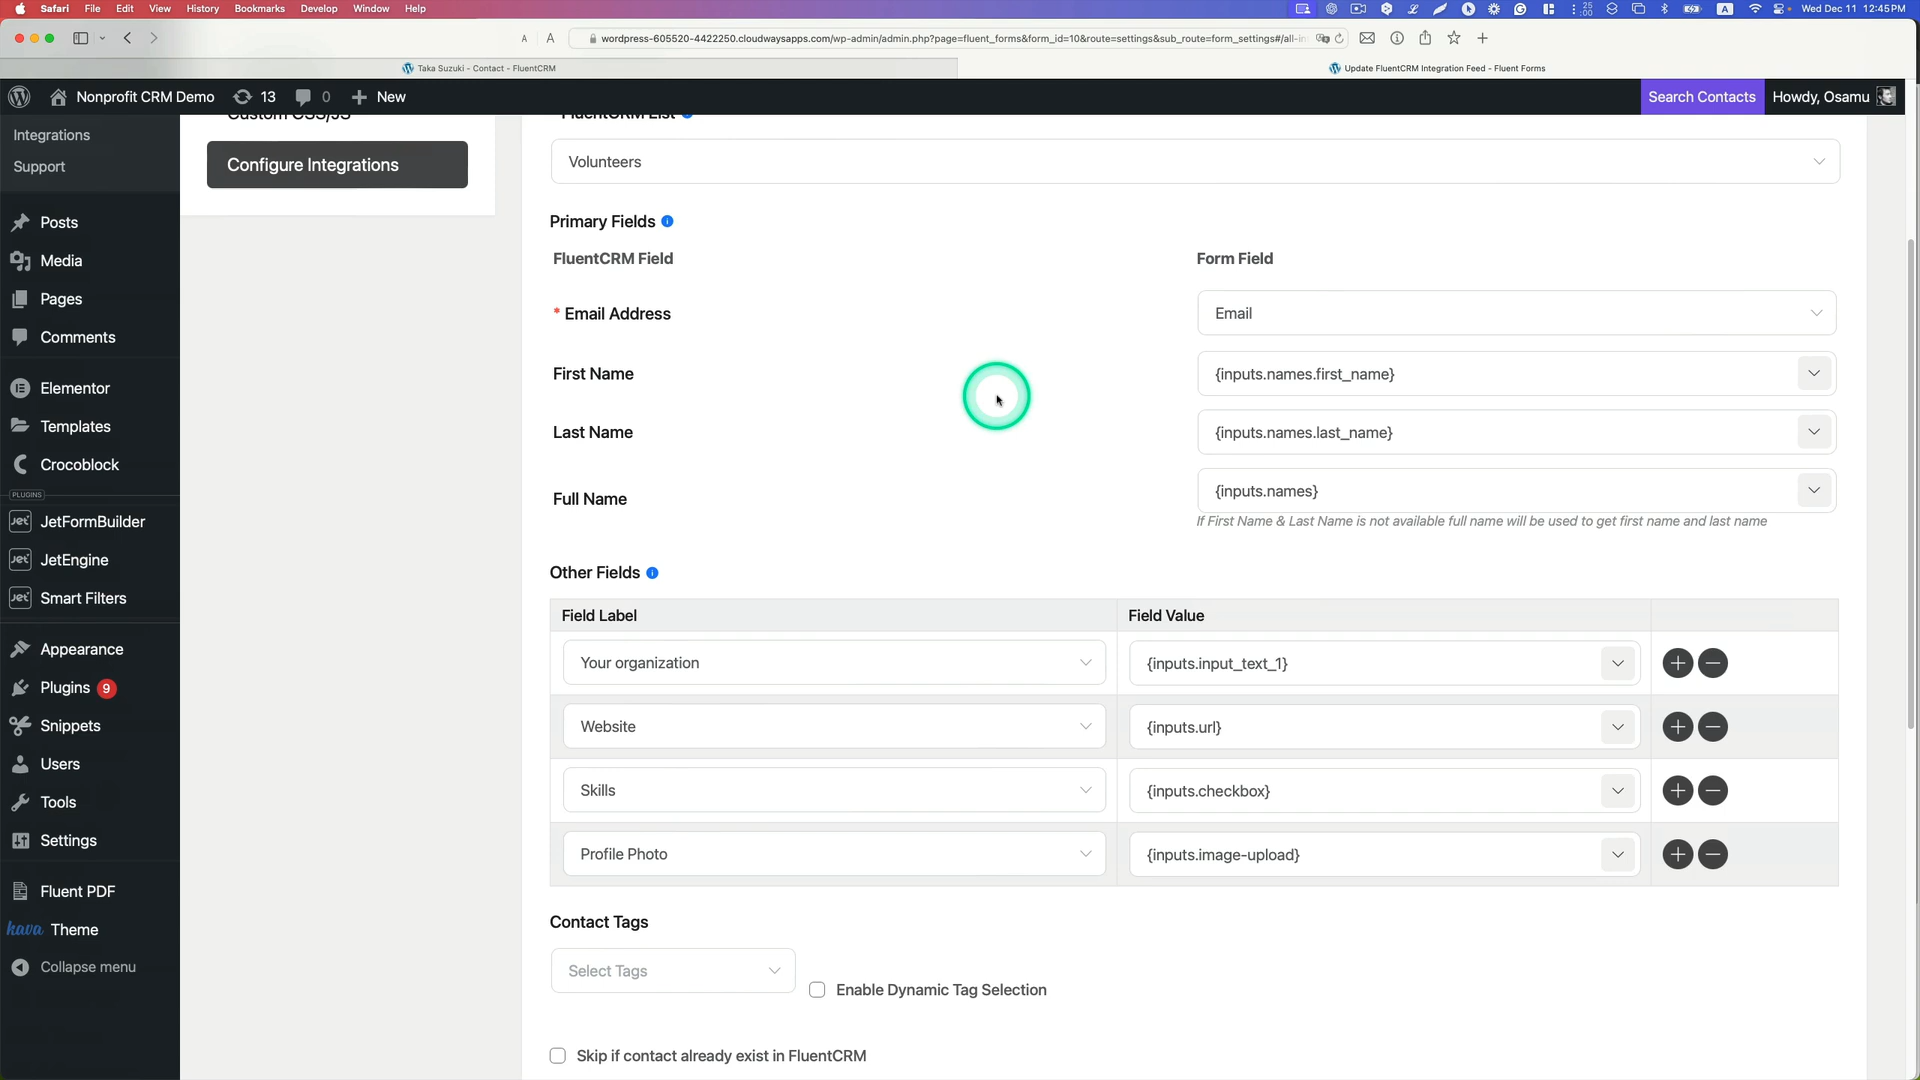 Safari File Edit View History Bookmarks Develop Window Help
25
:00
A
Wed Dec 11 12:45 PM
A A
wordpress-605520-4422250.cloudwaysapps.com/wp-admin/admin.php?page=fluent_forms&form_id=10&route=settings&sub_route=form_settings#/all-in
Taka Suzuki - Contact - FluentCRM
Update FluentCRM Integration Feed - Fluent Forms
Nonprofit CRM Demo 13 0 New
Search Contacts Howdy, Osamu
Integrations
Support
Posts
Media
Pages
Comments
Elementor
Templates
Crocoblock
PLUGINS
JetFormBuilder
JetEngine
Smart Filters
Appearance
Plugins 9
Snippets
Users
Tools
Settings
Fluent PDF
hava Theme
Collapse menu
Custom CSS/JS
Configure Integrations
FluentCRM List
Volunteers
Primary Fields
FluentCRM Field Form Field
* Email Address Email
First Name {inputs.names.first_name}
Last Name {inputs.names.last_name}
Full Name {inputs.names}
If First Name & Last Name is not available full name will be used to get first name and last name
Other Fields
Field Label Field Value
Your organization {inputs.input_text_1}
Website {inputs.url}
Skills {inputs.checkbox}
Profile Photo {inputs.image-upload}
Contact Tags
Select Tags
Enable Dynamic Tag Selection
Skip if contact already exist in FluentCRM